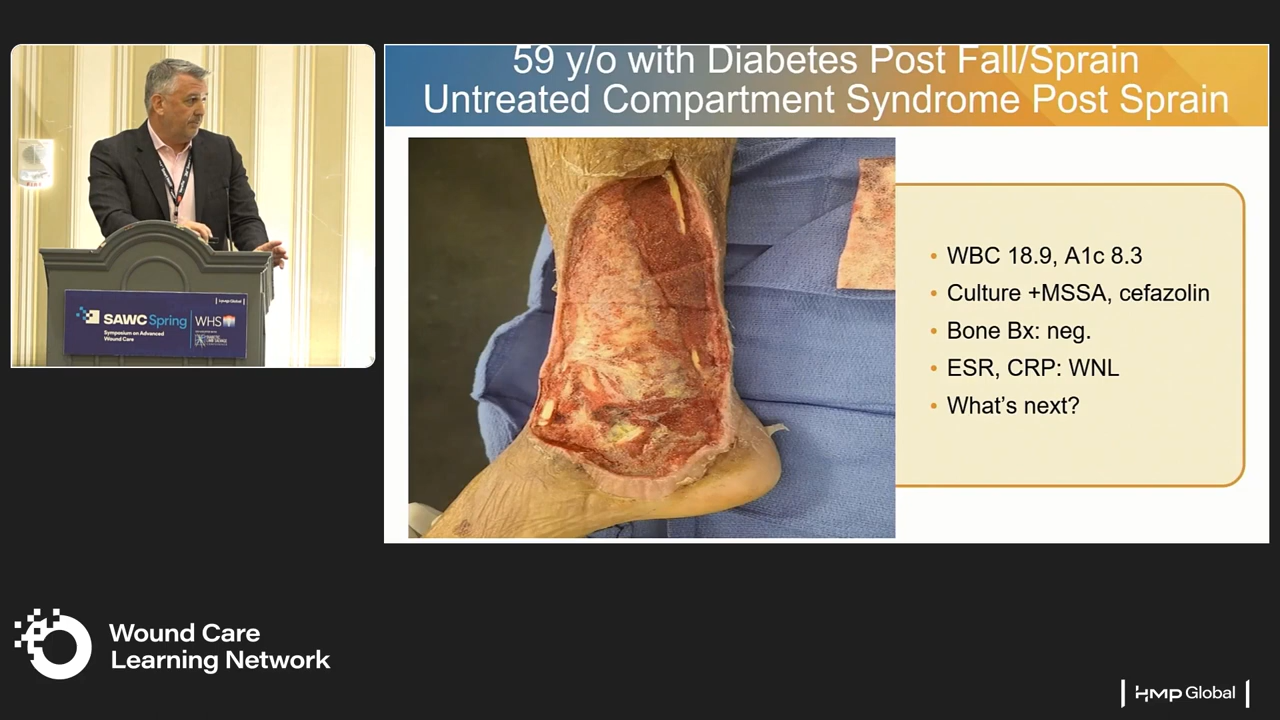 59 y/o with Diabetes Post Fall/Sprain
Untreated Compartment Syndrome Post Sprain
• WBC 18.9, A1c 8.3
• Culture +MSSA, cefazolin
• Bone Bx: neg.
• ESR, CRP: WNL
• What's next?
hmp Global
SAWC Spring
Symposium on Advanced
Wound Care
WHS
Wound Care
Learning Network
HMP Global